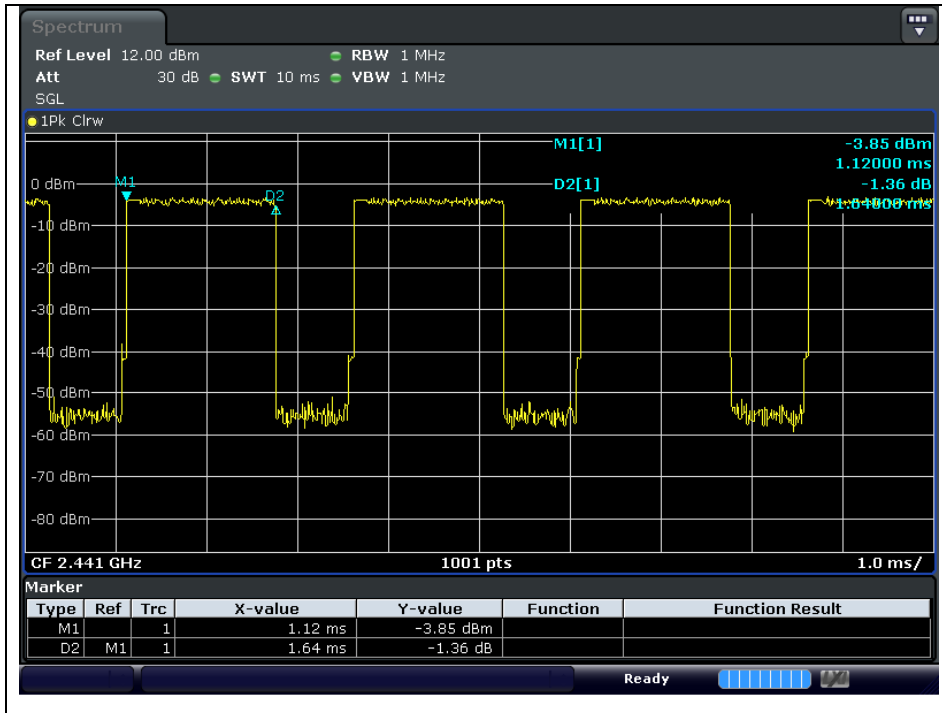 Spectrum
Ref Level 12.00 dBm RBW 1 MHz
Att 30 dB SWT 10 ms VBW 1 MHz
SGL
1Pk Clrw
M1[1] -3.85 dBm
1.12000 ms
0 dBm M1 D2 D2[1] -1.36 dB
1.64000 ms
-10 dBm
-20 dBm
-30 dBm
-40 dBm
-50 dBm
-60 dBm
-70 dBm
-80 dBm
CF 2.441 GHz 1001 pts 1.0 ms/
Marker
Type Ref Trc X-value Y-value Function Function Result
M1 1 1.12 ms -3.85 dBm
D2 M1 1 1.64 ms -1.36 dB
Ready